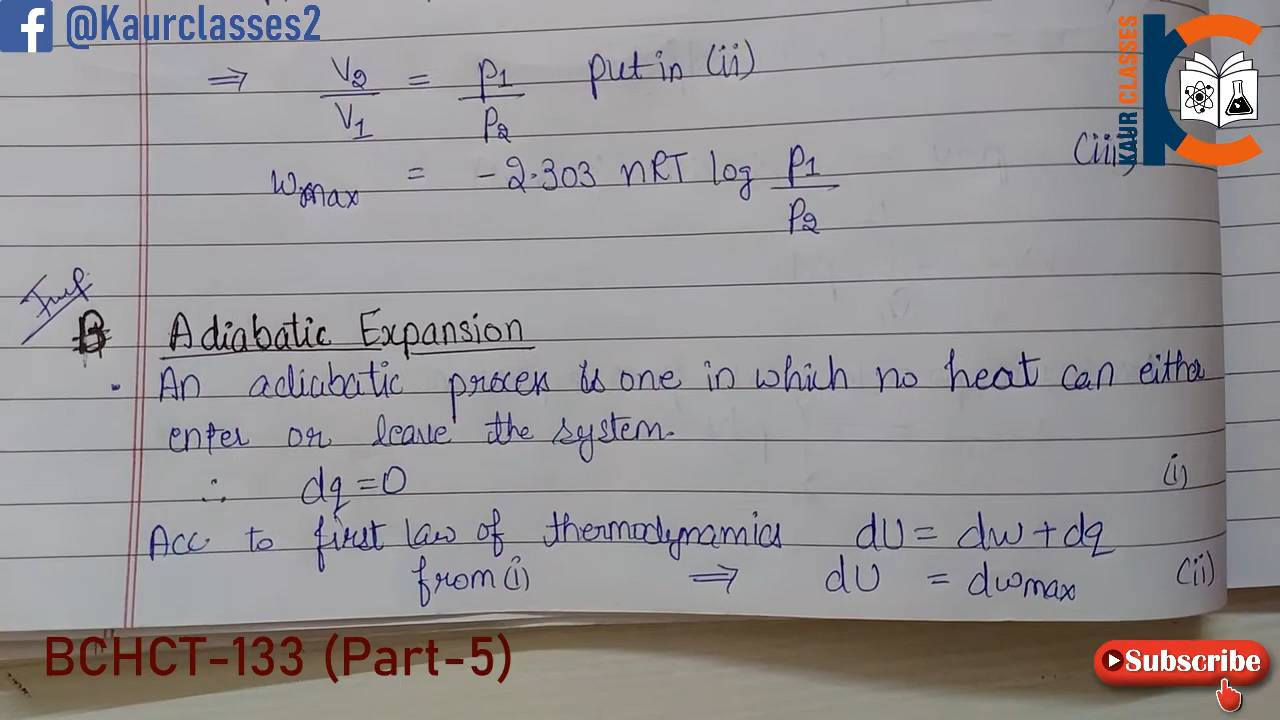 @Kaurclasses2
KAUR CLASSES
⇒ V2/V1 = P1/P2 put in (ii)
wmax = -2.303 nRT log P1/P2 (iii)
Imp
B Adiabatic Expansion
- An adiabatic process is one in which no heat can either
enter or leave the system.
∴ dq = 0 (i)
Acc to first law of thermodynamics dU = dw + dq
from (i) ⇒ dU = dwmax (ii)
BCHCT-133 (Part-5)
Subscribe